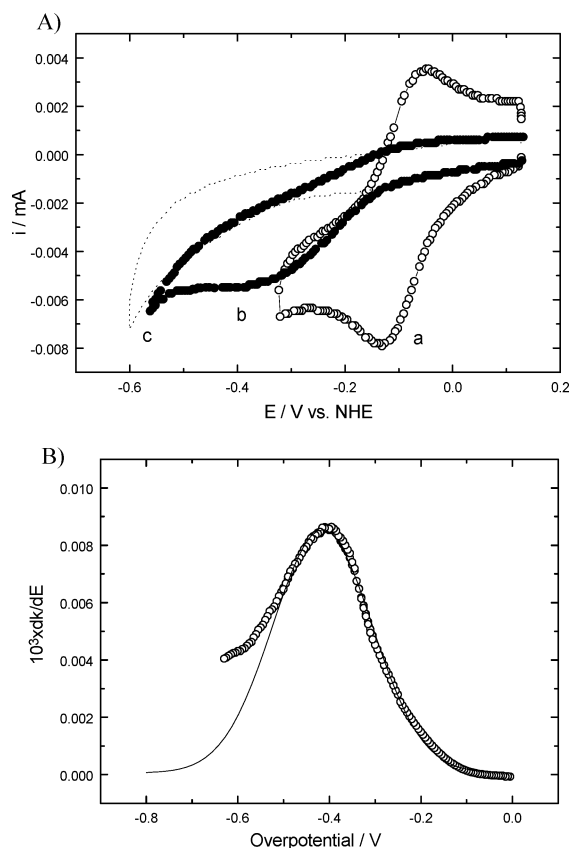 A)
0.004
0.002
0.000
-0.002
-0.004
-0.006
-0.008
i / mA
c
b
a
-0.6
-0.4
-0.2
0.0
0.2
E / V vs. NHE
B)
0.010
0.008
0.006
0.004
0.002
0.000
10³xdk/dE
-0.8
-0.6
-0.4
-0.2
0.0
Overpotential / V